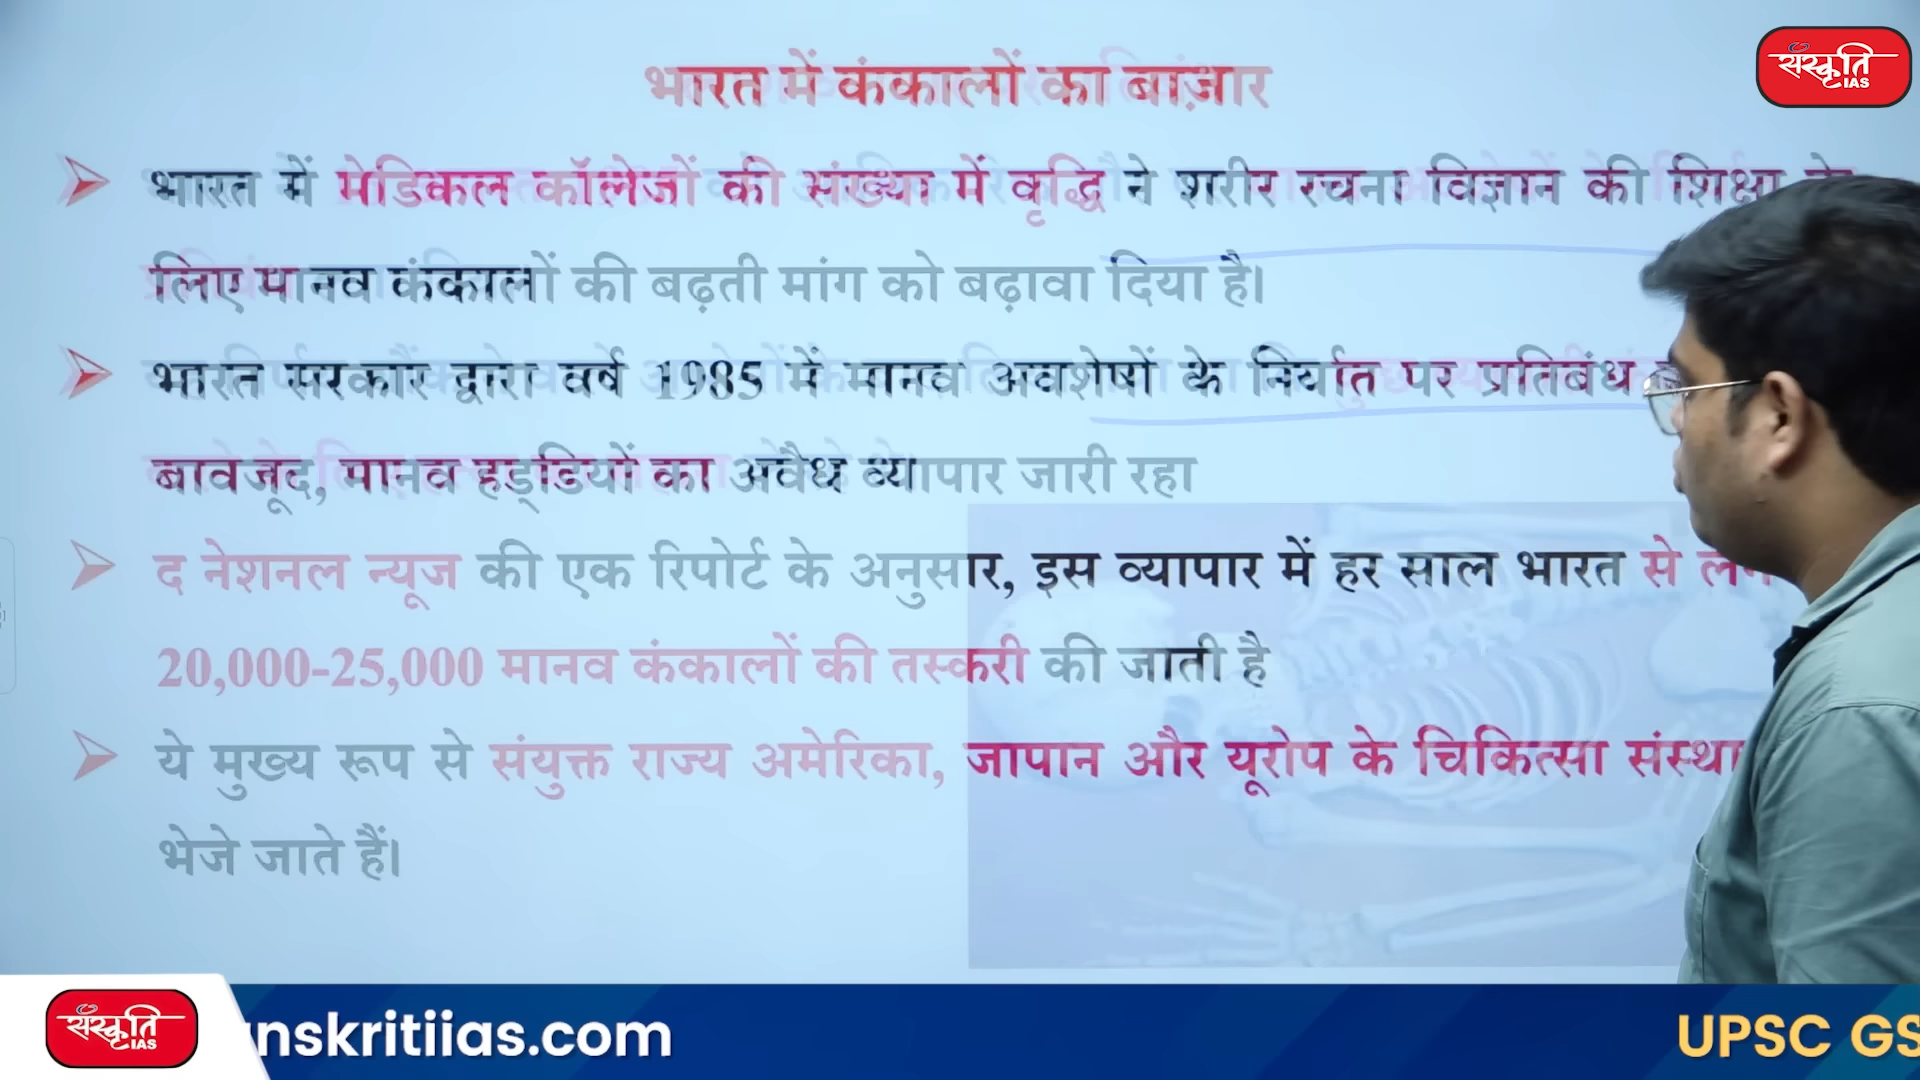 भारत में कंकालों का बाज़ार
संस्कृति
IAS
भारत में मेडिकल कॉलेजों की संख्या में वृद्धि ने शरीर रचना विज्ञान की शिक्षा
लिए मानव कंकालों की बढ़ती मांग को बढ़ावा दिया है।
भारत सरकार द्वारा वर्ष 1985 में मानव अवशेषों के निर्यात पर प्रतिबंध
बावजूद, मानव हड्डियों का अवैध व्यापार जारी रहा
द नेशनल न्यूज की एक रिपोर्ट के अनुसार, इस व्यापार में हर साल भारत से
20,000-25,000 मानव कंकालों की तस्करी की जाती है
ये मुख्य रूप से संयुक्त राज्य अमेरिका, जापान और यूरोप के चिकित्सा
भेजे जाते हैं।
संस्कृति
IAS
nskritiias.com
UPSC GS